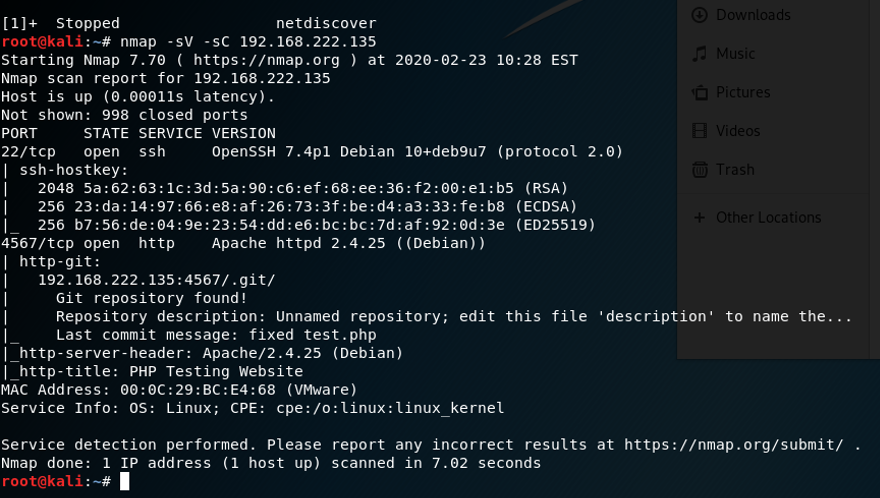 [1]+  Stopped                 netdiscover
root@kali:~# nmap -sV -sC 192.168.222.135
Starting Nmap 7.70 ( https://nmap.org ) at 2020-02-23 10:28 EST
Nmap scan report for 192.168.222.135
Host is up (0.00011s latency).
Not shown: 998 closed ports
PORT     STATE SERVICE VERSION
22/tcp   open  ssh     OpenSSH 7.4p1 Debian 10+deb9u7 (protocol 2.0)
| ssh-hostkey:
|   2048 5a:62:63:1c:3d:5a:90:c6:ef:68:ee:36:f2:00:e1:b5 (RSA)
|   256 23:da:14:97:66:e8:af:26:73:3f:be:d4:a3:33:fe:b8 (ECDSA)
|_  256 b7:56:de:04:9e:23:54:dd:e6:bc:bc:7d:af:92:0d:3e (ED25519)
4567/tcp open  http    Apache httpd 2.4.25 ((Debian))
| http-git:
|   192.168.222.135:4567/.git/
|     Git repository found!
|     Repository description: Unnamed repository; edit this file 'description' to name the...
|_    Last commit message: fixed test.php
|_http-server-header: Apache/2.4.25 (Debian)
|_http-title: PHP Testing Website
MAC Address: 00:0C:29:BC:E4:68 (VMware)
Service Info: OS: Linux; CPE: cpe:/o:linux:linux_kernel

Service detection performed. Please report any incorrect results at https://nmap.org/submit/ .
Nmap done: 1 IP address (1 host up) scanned in 7.02 seconds
root@kali:~#
Downloads
Music
Pictures
Videos
Trash
Other Locations